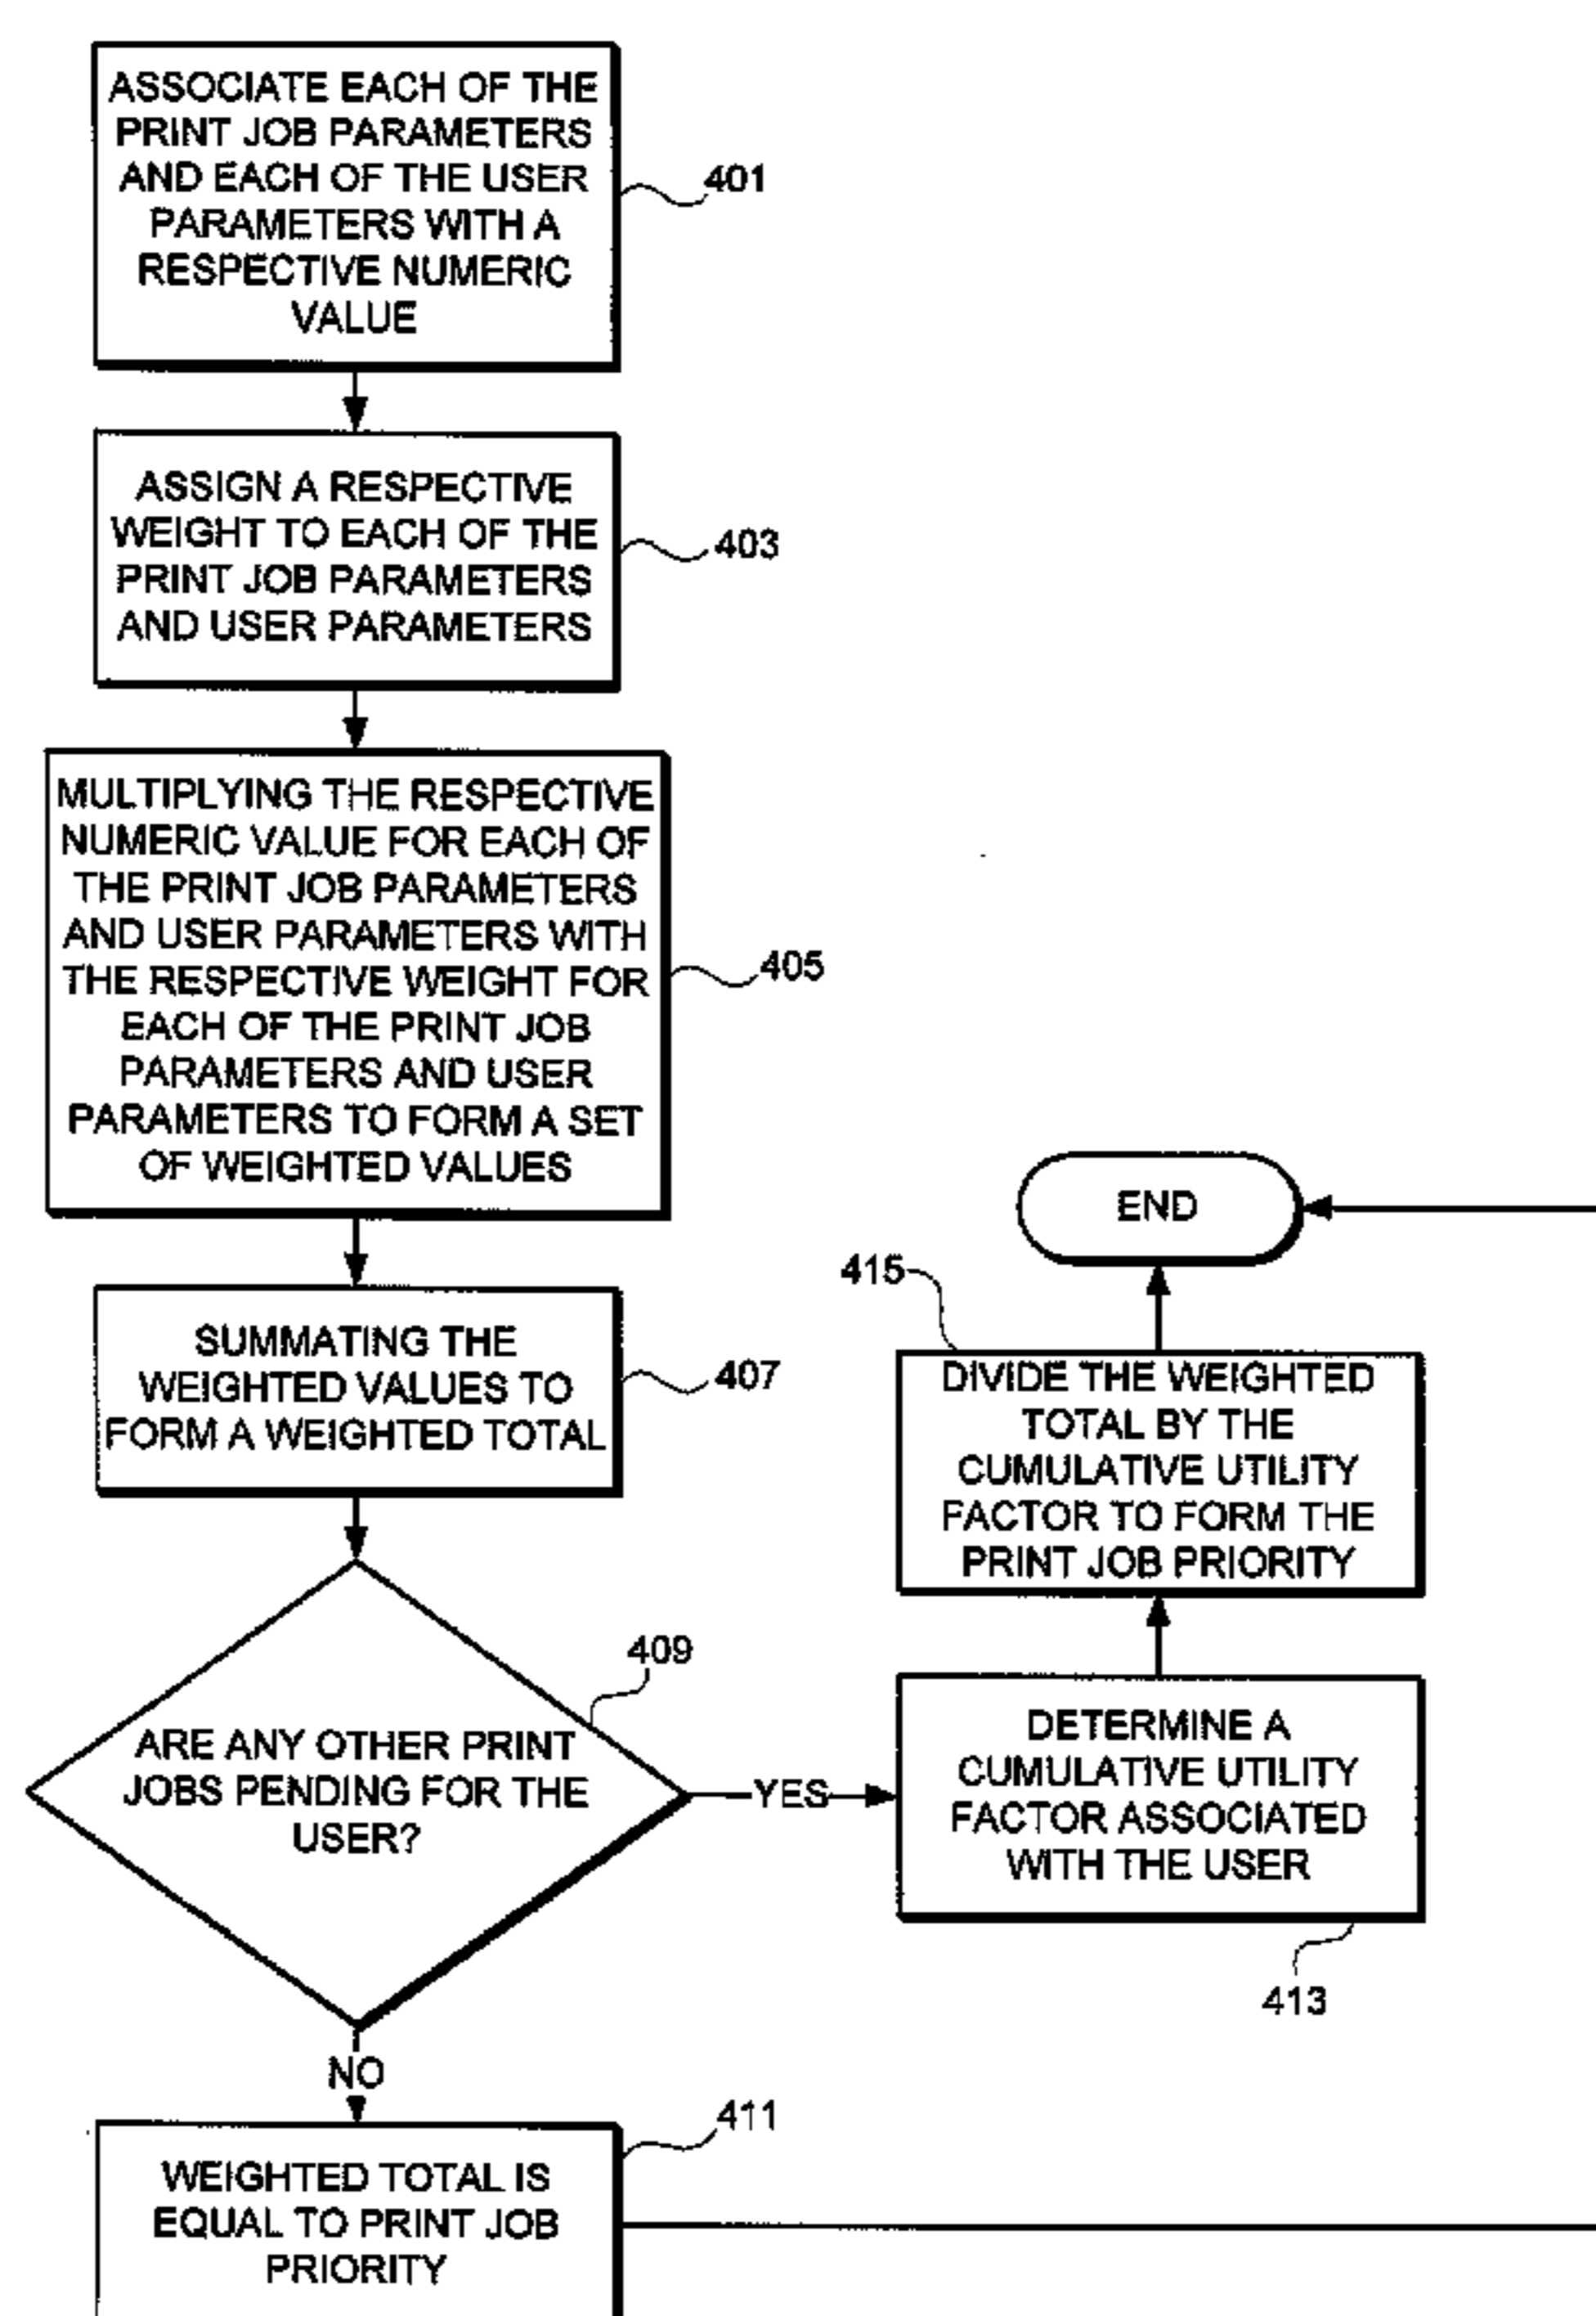 ASSOCIATE EACH OF THE
PRINT JOB PARAMETERS
AND EACH OF THE USER
PARAMETERS WITH A
RESPECTIVE NUMERIC
VALUE
401
ASSIGN A RESPECTIVE
WEIGHT TO EACH OF THE
PRINT JOB PARAMETERS
AND USER PARAMETERS
403
MULTIPLYING THE RESPECTIVE
NUMERIC VALUE FOR EACH OF
THE PRINT JOB PARAMETERS
AND USER PARAMETERS WITH
THE RESPECTIVE WEIGHT FOR
EACH OF THE PRINT JOB
PARAMETERS AND USER
PARAMETERS TO FORM A SET
OF WEIGHTED VALUES
405
SUMMATING THE
WEIGHTED VALUES TO
FORM A WEIGHTED TOTAL
407
ARE ANY OTHER PRINT
JOBS PENDING FOR THE
USER?
409
YES
NO
WEIGHTED TOTAL IS
EQUAL TO PRINT JOB
PRIORITY
411
DETERMINE A
CUMULATIVE UTILITY
FACTOR ASSOCIATED
WITH THE USER
413
DIVIDE THE WEIGHTED
TOTAL BY THE
CUMULATIVE UTILITY
FACTOR TO FORM THE
PRINT JOB PRIORITY
415
END